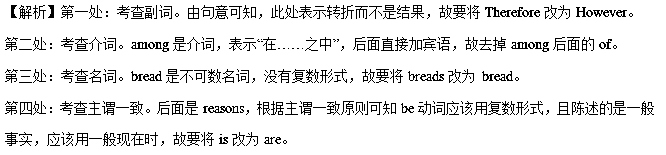 【解析】第一处：考查副词。由句意可知，此处表示转折而不是结果，故要将 Therefore 改为 However。
第二处：考查介词。among 是介词，表示“在……之中”，后面直接加宾语，故去掉 among 后面的 of。
第三处：考查名词。bread 是不可数名词，没有复数形式，故要将 breads 改为 bread。
第四处：考查主谓一致。后面是 reasons，根据主谓一致原则可知 be 动词应该用复数形式，且陈述的是一般
事实，应该用一般现在时，故要将 is 改为 are。